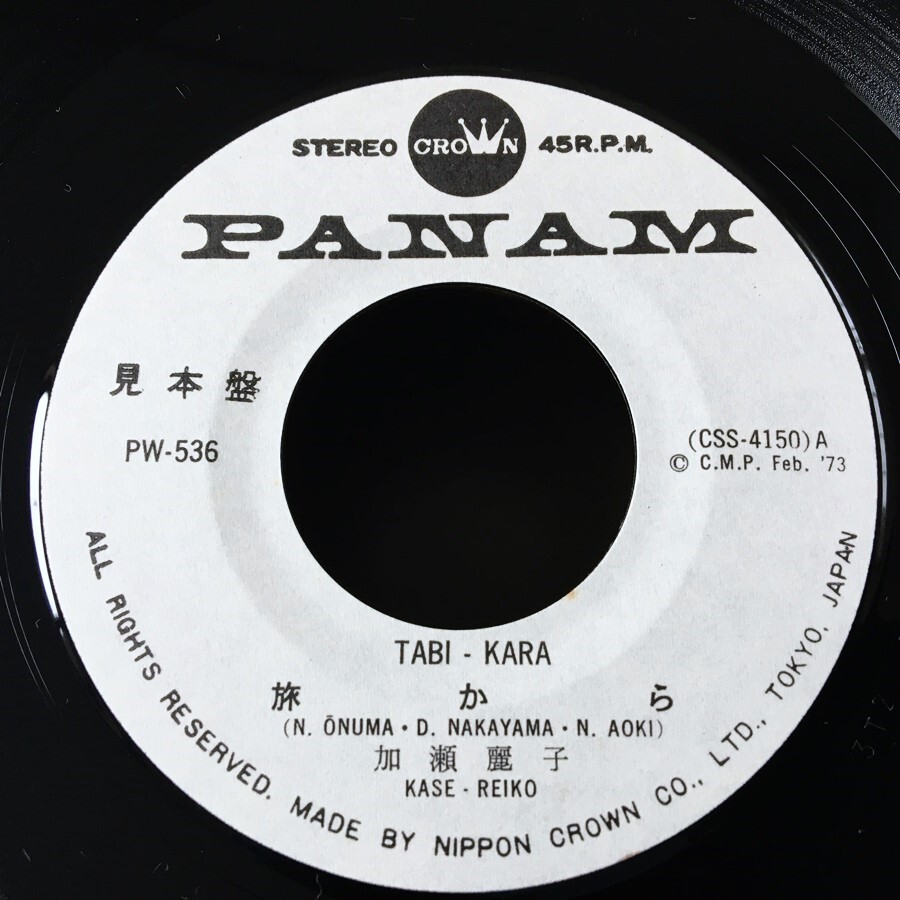 STEREO CROWN 45R.P.M.
PANAM
見本盤
PW-536
(CSS-4150)A
© C.M.P. Feb. '73
TABI - KARA
旅から
(N. ŌNUMA · D. NAKAYAMA · N. AOKI)
加瀬麗子
KASE - REIKO
ALL RIGHTS RESERVED. MADE BY NIPPON CROWN CO., LTD., TOKYO, JAPAN
3T2